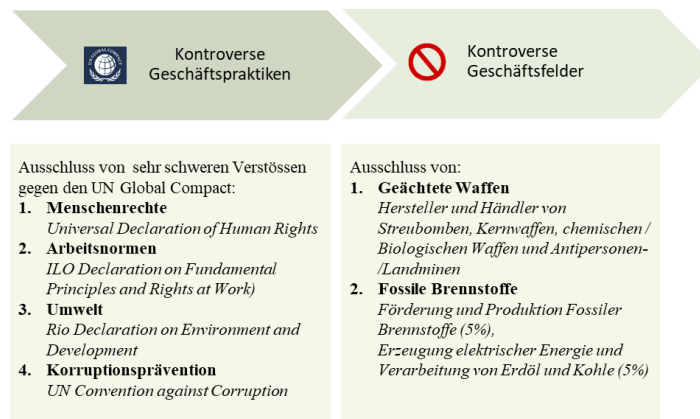 Kontroverse
Geschäftspraktiken
Kontroverse
Geschäftsfelder
Ausschluss von sehr schweren Verstössen
gegen den UN Global Compact:
1. Menschenrechte
Universal Declaration of Human Rights
2. Arbeitsnormen
ILO Declaration on Fundamental
Principles and Rights at Work)
3. Umwelt
Rio Declaration on Environment and
Development
4. Korruptionsprävention
UN Convention against Corruption
Ausschluss von:
1. Geächtete Waffen
Hersteller und Händler von
Streubomben, Kernwaffen, chemischen /
Biologischen Waffen und Antipersonen-
/Landminen
2. Fossile Brennstoffe
Förderung und Produktion Fossiler
Brennstoffe (5%),
Erzeugung elektrischer Energie und
Verarbeitung von Erdöl und Kohle (5%)